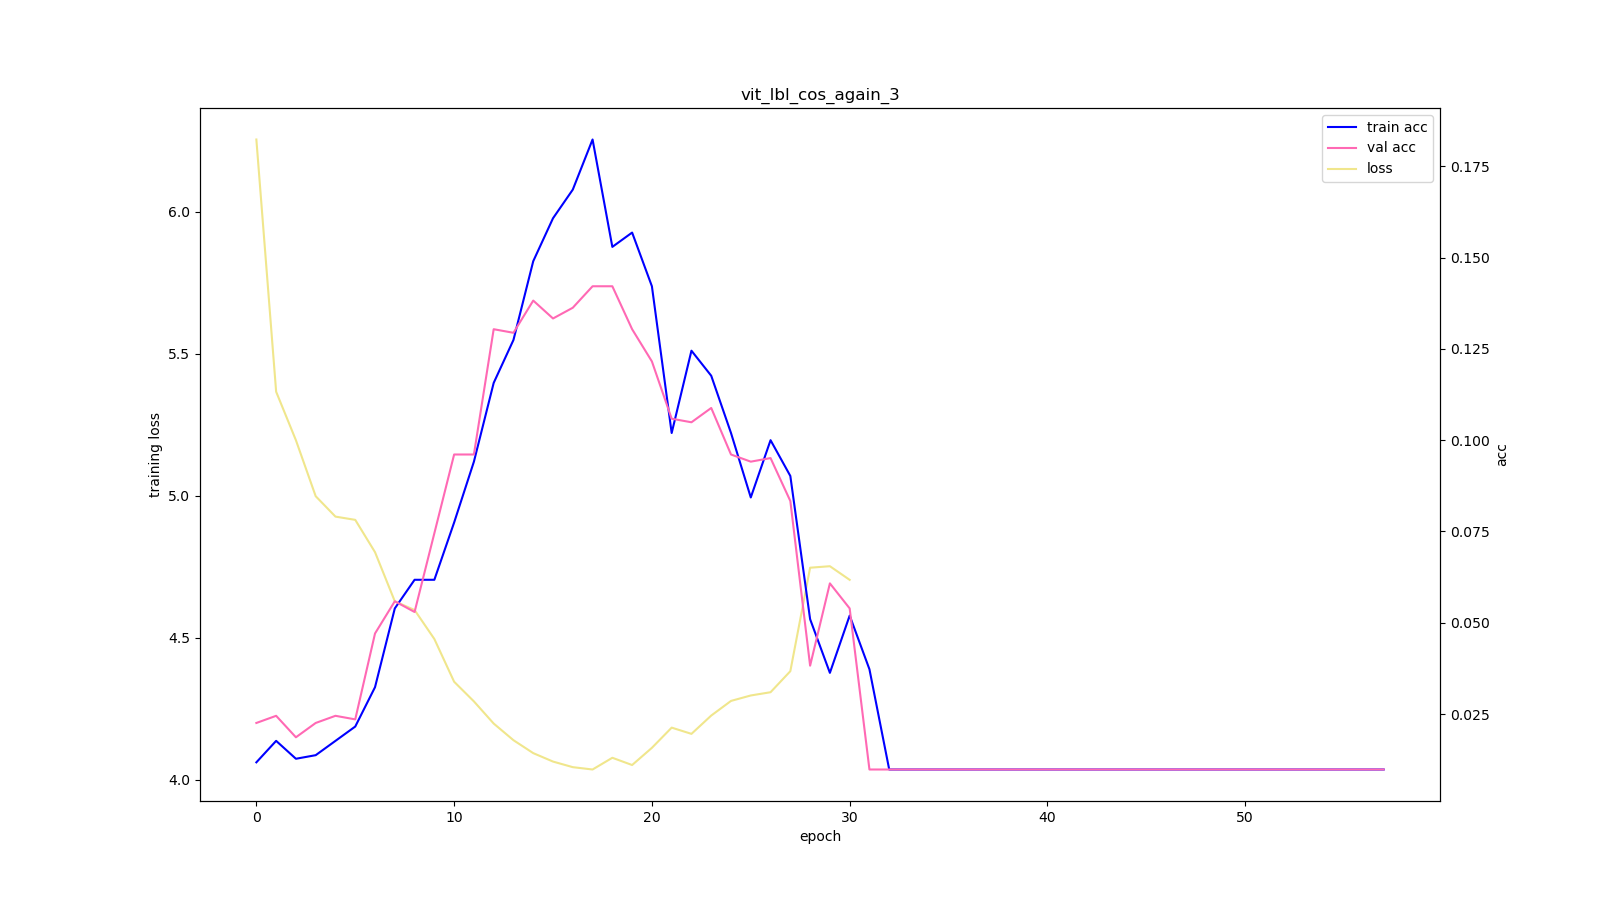 vit_lbl_cos_again_3
train acc
val acc
loss
6.0
5.5
5.0
4.5
4.0
training loss
0.175
0.150
0.125
0.100
0.075
0.050
0.025
acc
0 10 20 30 40 50
epoch